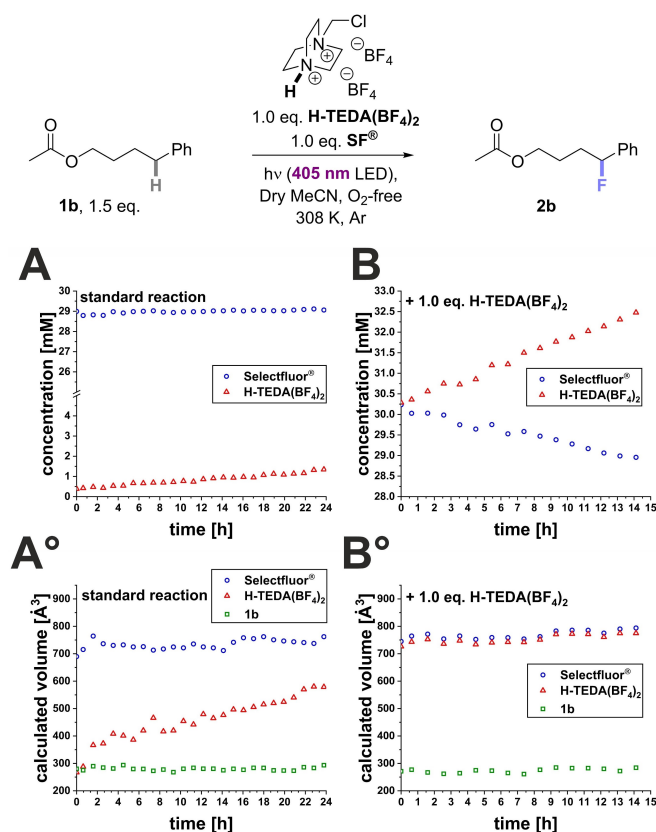 Cl
N
⊕
⊖
BF4
N
⊕
⊖
BF4
H
1.0 eq. H-TEDA(BF4)2
1.0 eq. SF®
hν (405 nm LED),
Dry MeCN, O2-free
308 K, Ar
O
O
Ph
H
1b, 1.5 eq.
O
O
Ph
F
2b
A
standard reaction
concentration [mM]
30
29
28
27
26
4
3
2
1
0
Selectfluor®
H-TEDA(BF4)2
0 2 4 6 8 10 12 14 16 18 20 22 24
time [h]
B
+ 1.0 eq. H-TEDA(BF4)2
concentration [mM]
33.0
32.5
32.0
31.5
31.0
30.5
30.0
29.5
29.0
28.5
28.0
Selectfluor®
H-TEDA(BF4)2
0 1 2 3 4 5 6 7 8 9 10 11 12 13 14 15
time [h]
A°
standard reaction
calculated volume [Å3]
900
800
700
600
500
400
300
200
Selectfluor®
H-TEDA(BF4)2
1b
0 2 4 6 8 10 12 14 16 18 20 22 24
time [h]
B°
+ 1.0 eq. H-TEDA(BF4)2
calculated volume [Å3]
900
800
700
600
500
400
300
200
Selectfluor®
H-TEDA(BF4)2
1b
0 1 2 3 4 5 6 7 8 9 10 11 12 13 14 15
time [h]